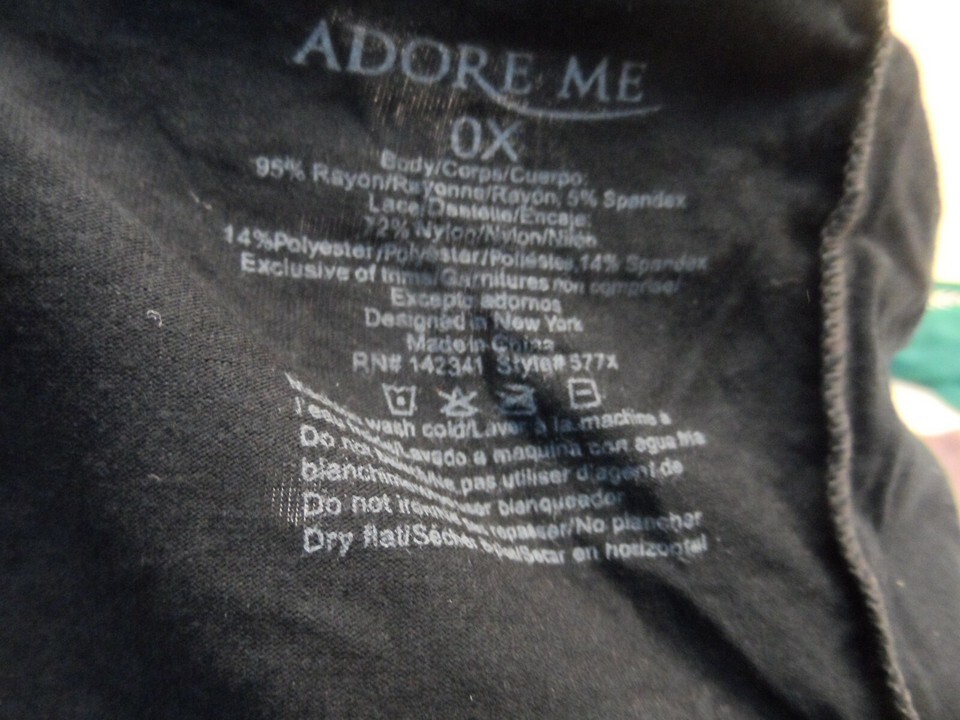 ADORE ME
0X
Body/Corps/Cuerpo:
95% Rayon/Rayonne/Rayón, 5% Spandex
Lace/Dentelle/Encaje:
72% Nylon/Nylon/Nilón
14%Polyester/Polyester/Poliéster,14% Spandex
Exclusive of trims/Garnitures non comprise/
Excepto adornos
Designed in New York
Made in China
RN# 142341 Style# 577X
wash cold/Laver à la machine à
Lavado a maquina con agua fria
Do not pas utiliser d'agent de
blanqueador
Do not iron repasser/No planchar
Dry flat/Sécher Secar en horizontal